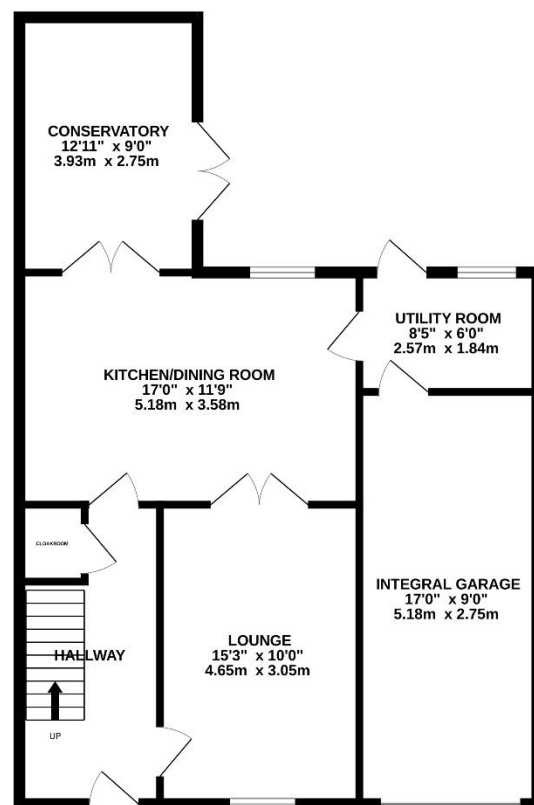 CONSERVATORY
12'11" x 9'0"
3.93m x 2.75m
UTILITY ROOM
8'5" x 6'0"
2.57m x 1.84m
KITCHEN/DINING ROOM
17'0" x 11'9"
5.18m x 3.58m
CLOAKROOM
INTEGRAL GARAGE
17'0" x 9'0"
5.18m x 2.75m
LOUNGE
15'3" x 10'0"
4.65m x 3.05m
HALLWAY
UP